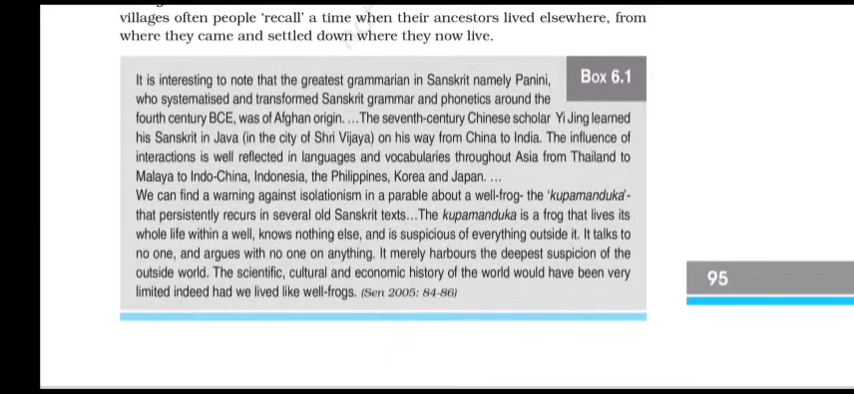 villages often people ‘recall’ a time when their ancestors lived elsewhere, from
where they came and settled down where they now live.
Box 6.1
It is interesting to note that the greatest grammarian in Sanskrit namely Panini,
who systematised and transformed Sanskrit grammar and phonetics around the
fourth century BCE, was of Afghan origin. …The seventh-century Chinese scholar Yi Jing learned
his Sanskrit in Java (in the city of Shri Vijaya) on his way from China to India. The influence of
interactions is well reflected in languages and vocabularies throughout Asia from Thailand to
Malaya to Indo-China, Indonesia, the Philippines, Korea and Japan. …
We can find a warning against isolationism in a parable about a well-frog- the ‘kupamanduka’-
that persistently recurs in several old Sanskrit texts…The kupamanduka is a frog that lives its
whole life within a well, knows nothing else, and is suspicious of everything outside it. It talks to
no one, and argues with no one on anything. It merely harbours the deepest suspicion of the
outside world. The scientific, cultural and economic history of the world would have been very
limited indeed had we lived like well-frogs. (Sen 2005: 84-86)
95